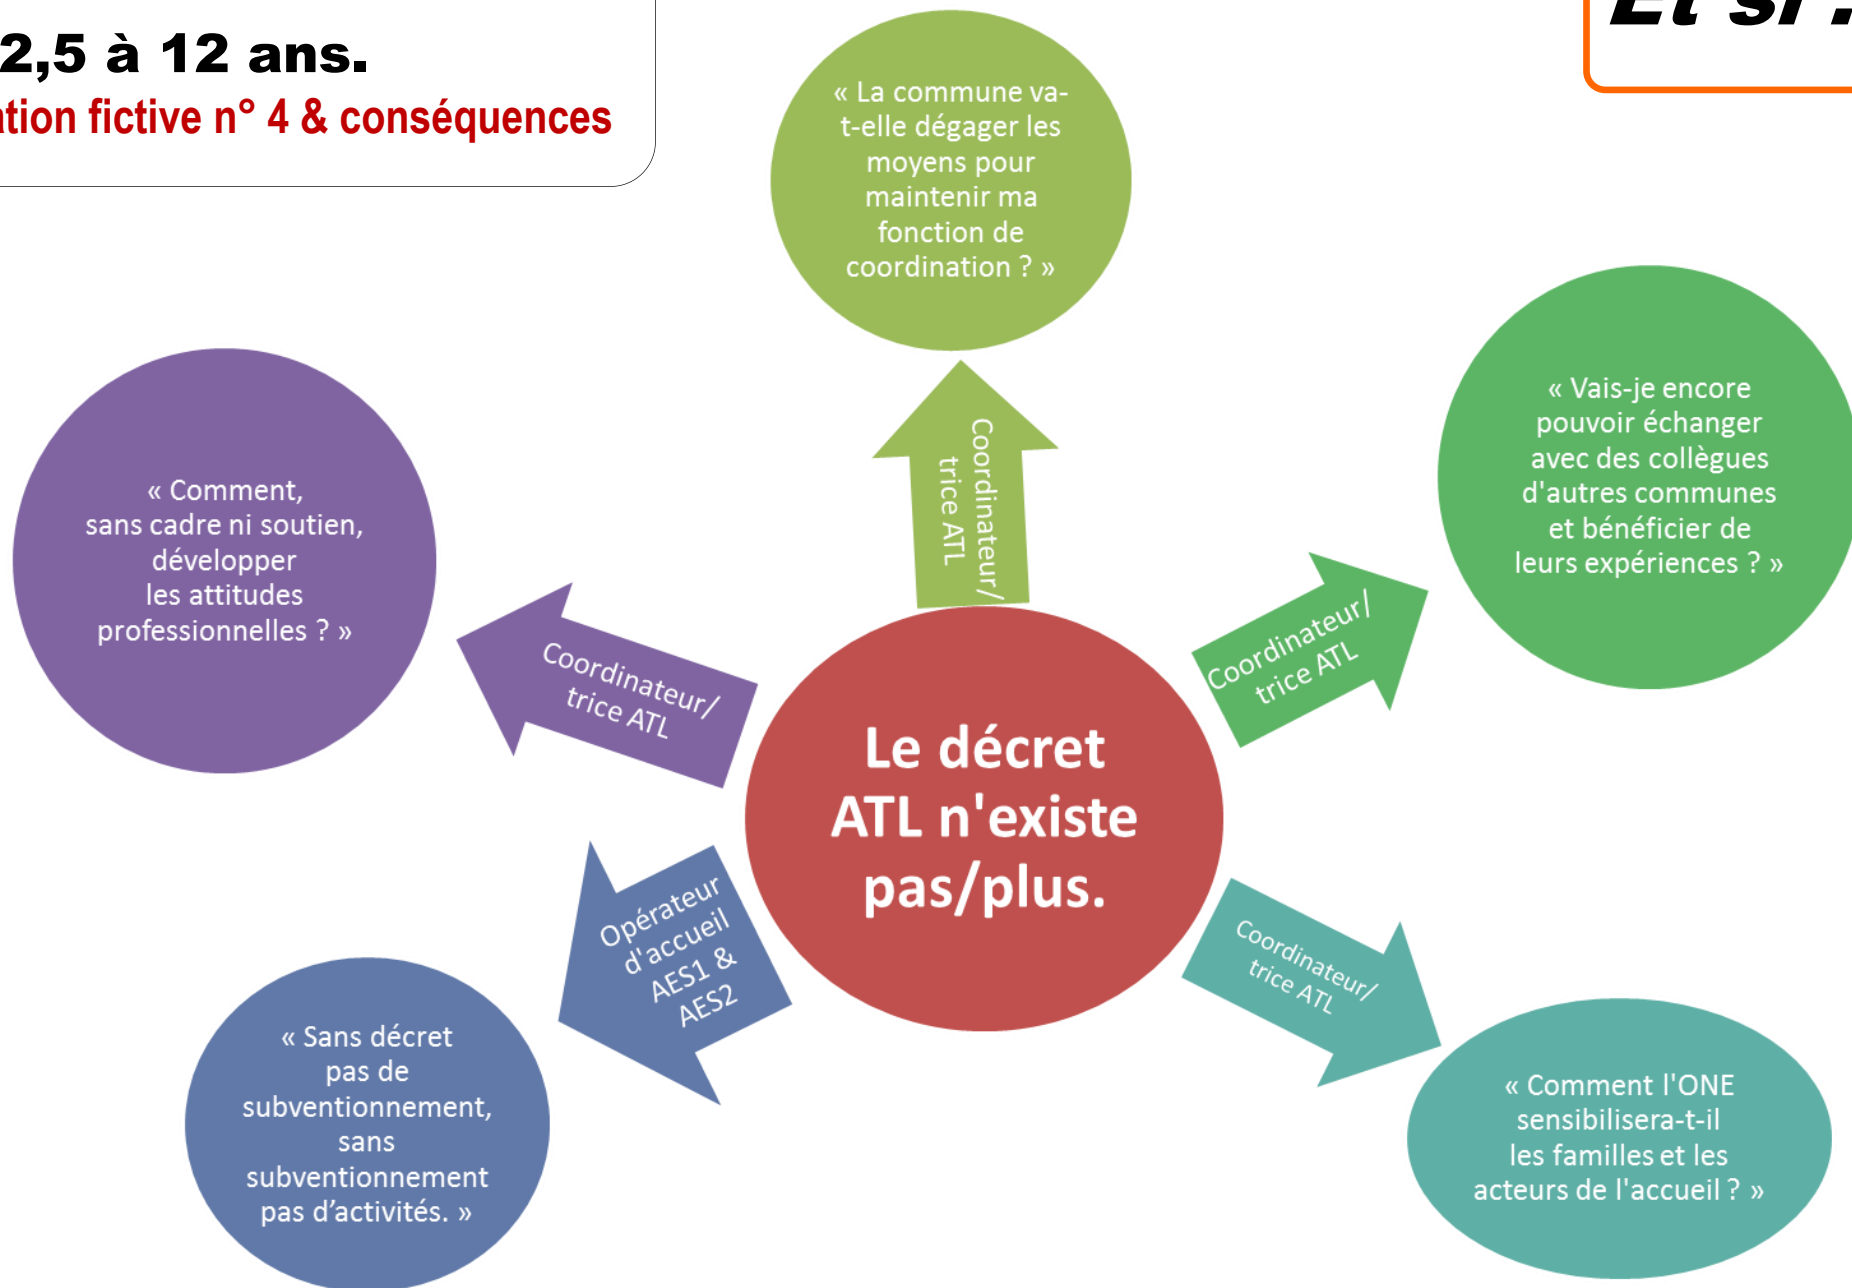 2,5 à 12 ans.
ation fictive n° 4 & conséquences
Et si
« La commune va-
t-elle dégager les
moyens pour
maintenir ma
fonction de
coordination ? »
Coordinateur/
trice ATL
« Vais-je encore
pouvoir échanger
avec des collègues
d'autres communes
et bénéficier de
leurs expériences ? »
Coordinateur/
trice ATL
« Comment,
sans cadre ni soutien,
développer
les attitudes
professionnelles ? »
Coordinateur/
trice ATL
Le décret
ATL n'existe
pas/plus.
Opérateur
d'accueil
AES1 &
AES2
Coordinateur/
trice ATL
« Sans décret
pas de
subventionnement,
sans
subventionnement
pas d’activités. »
« Comment l'ONE
sensibilisera-t-il
les familles et les
acteurs de l'accueil ? »